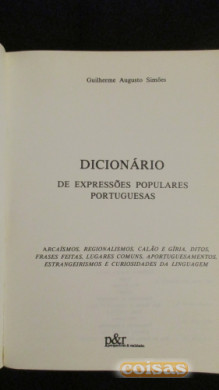 Guilherme Augusto Simões
DICIONÁRIO
DE EXPRESSÕES POPULARES
PORTUGUESAS
ARCAÍSMOS, REGIONALISMOS, CALÃO E GÍRIA, DITOS,
FRASES FEITAS, LUGARES COMUNS, APORTUGUESAMENTOS,
ESTRANGEIRISMOS E CURIOSIDADES DA LINGUAGEM
p&r
coisas